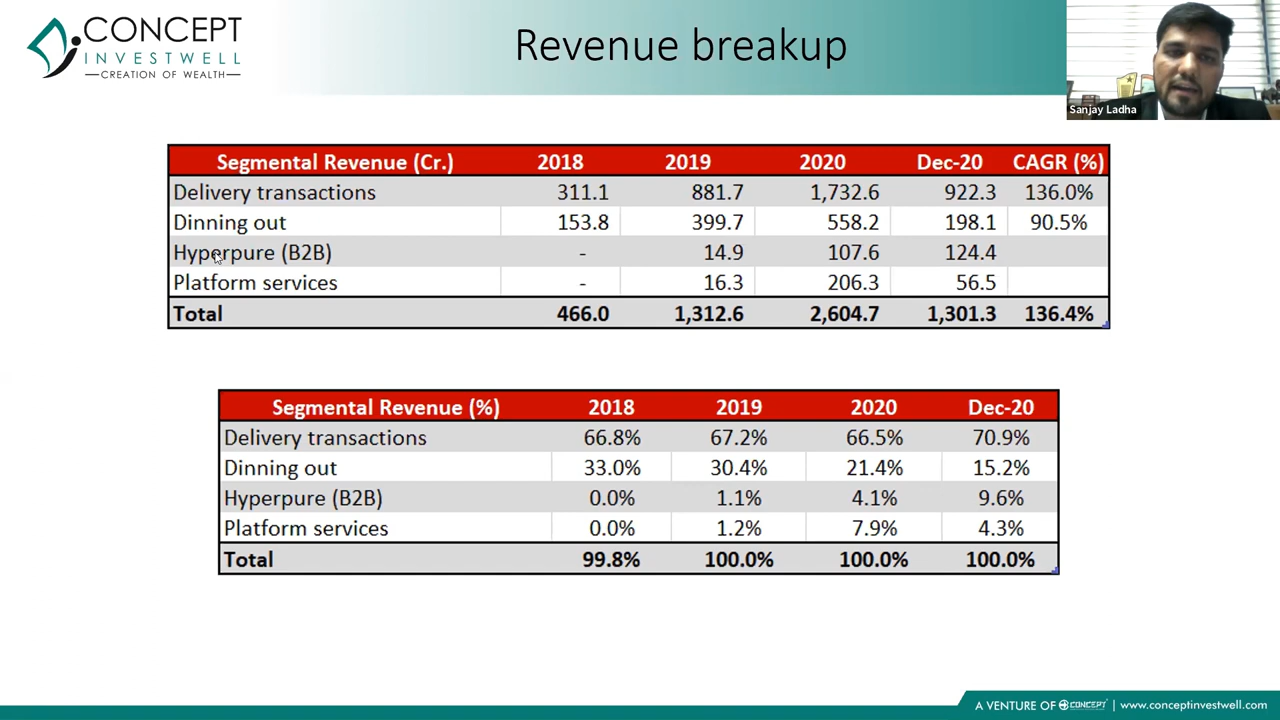 CONCEPT
INVESTWELL
CREATION OF WEALTH
Revenue breakup
Sanjay Ladha
Segmental Revenue (Cr.) 2018 2019 2020 Dec-20 CAGR (%)
Delivery transactions 311.1 881.7 1,732.6 922.3 136.0%
Dinning out 153.8 399.7 558.2 198.1 90.5%
Hyperpure (B2B) - 14.9 107.6 124.4
Platform services - 16.3 206.3 56.5
Total 466.0 1,312.6 2,604.7 1,301.3 136.4%
Segmental Revenue (%) 2018 2019 2020 Dec-20
Delivery transactions 66.8% 67.2% 66.5% 70.9%
Dinning out 33.0% 30.4% 21.4% 15.2%
Hyperpure (B2B) 0.0% 1.1% 4.1% 9.6%
Platform services 0.0% 1.2% 7.9% 4.3%
Total 99.8% 100.0% 100.0% 100.0%
A VENTURE OF CONCEPT | www.conceptinvestwell.com